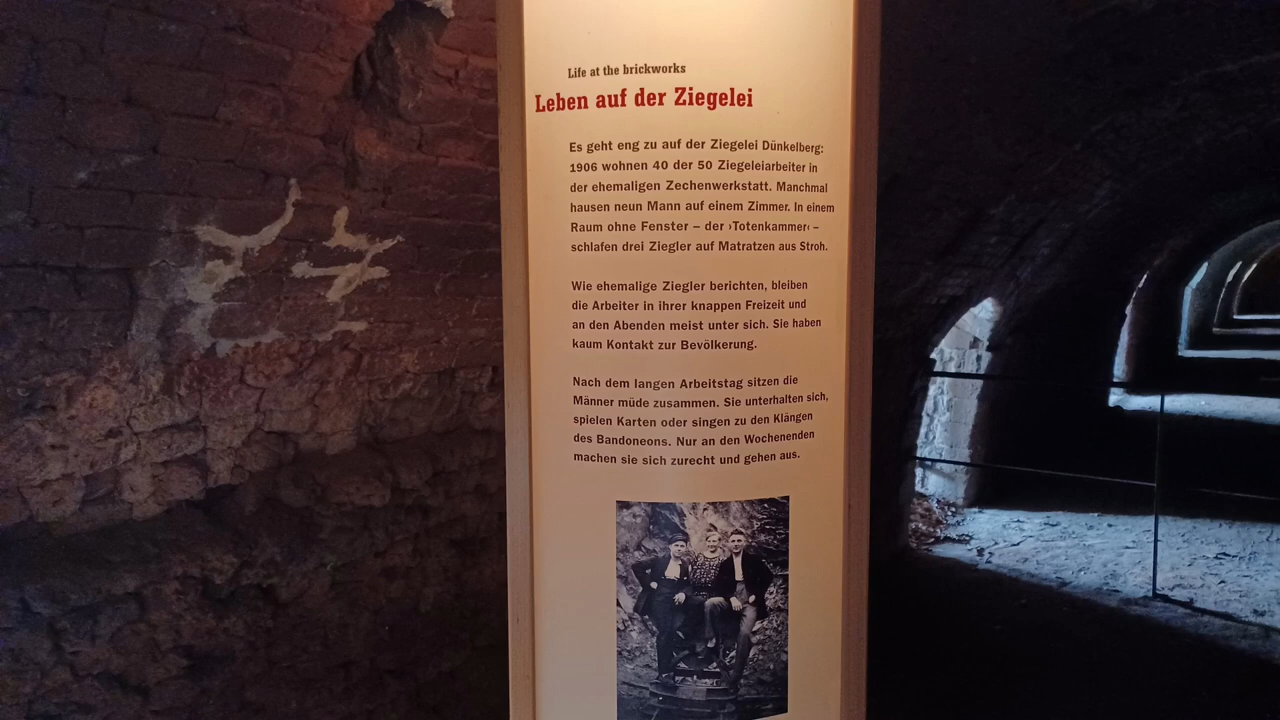 Life at the brickworks
Leben auf der Ziegelei
Es geht eng zu auf der Ziegelei Dünkelberg:
1906 wohnen 40 der 50 Ziegeleiarbeiter in
der ehemaligen Zechenwerkstatt. Manchmal
hausen neun Mann auf einem Zimmer. In einem
Raum ohne Fenster – der ›Totenkammer‹ –
schlafen drei Ziegler auf Matratzen aus Stroh.
Wie ehemalige Ziegler berichten, bleiben
die Arbeiter in ihrer knappen Freizeit und
an den Abenden meist unter sich. Sie haben
kaum Kontakt zur Bevölkerung.
Nach dem langen Arbeitstag sitzen die
Männer müde zusammen. Sie unterhalten sich,
spielen Karten oder singen zu den Klängen
des Bandoneons. Nur an den Wochenenden
machen sie sich zurecht und gehen aus.